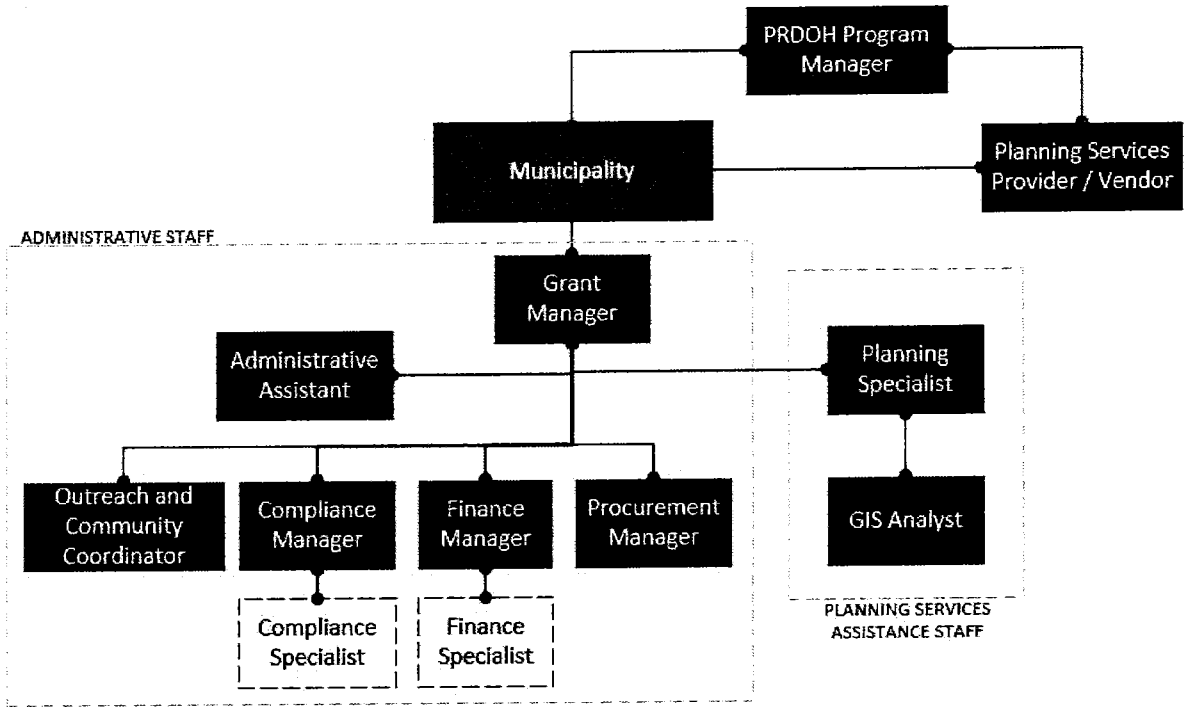 PRDOH Program
Manager
Municipality
Planning Services
Provider / Vendor
ADMINISTRATIVE STAFF
Grant
Manager
Administrative
Assistant
Planning
Specialist
Outreach and
Community
Coordinator
Compliance
Manager
Finance
Manager
Procurement
Manager
GIS Analyst
Compliance
Specialist
Finance
Specialist
PLANNING SERVICES
ASSISTANCE STAFF